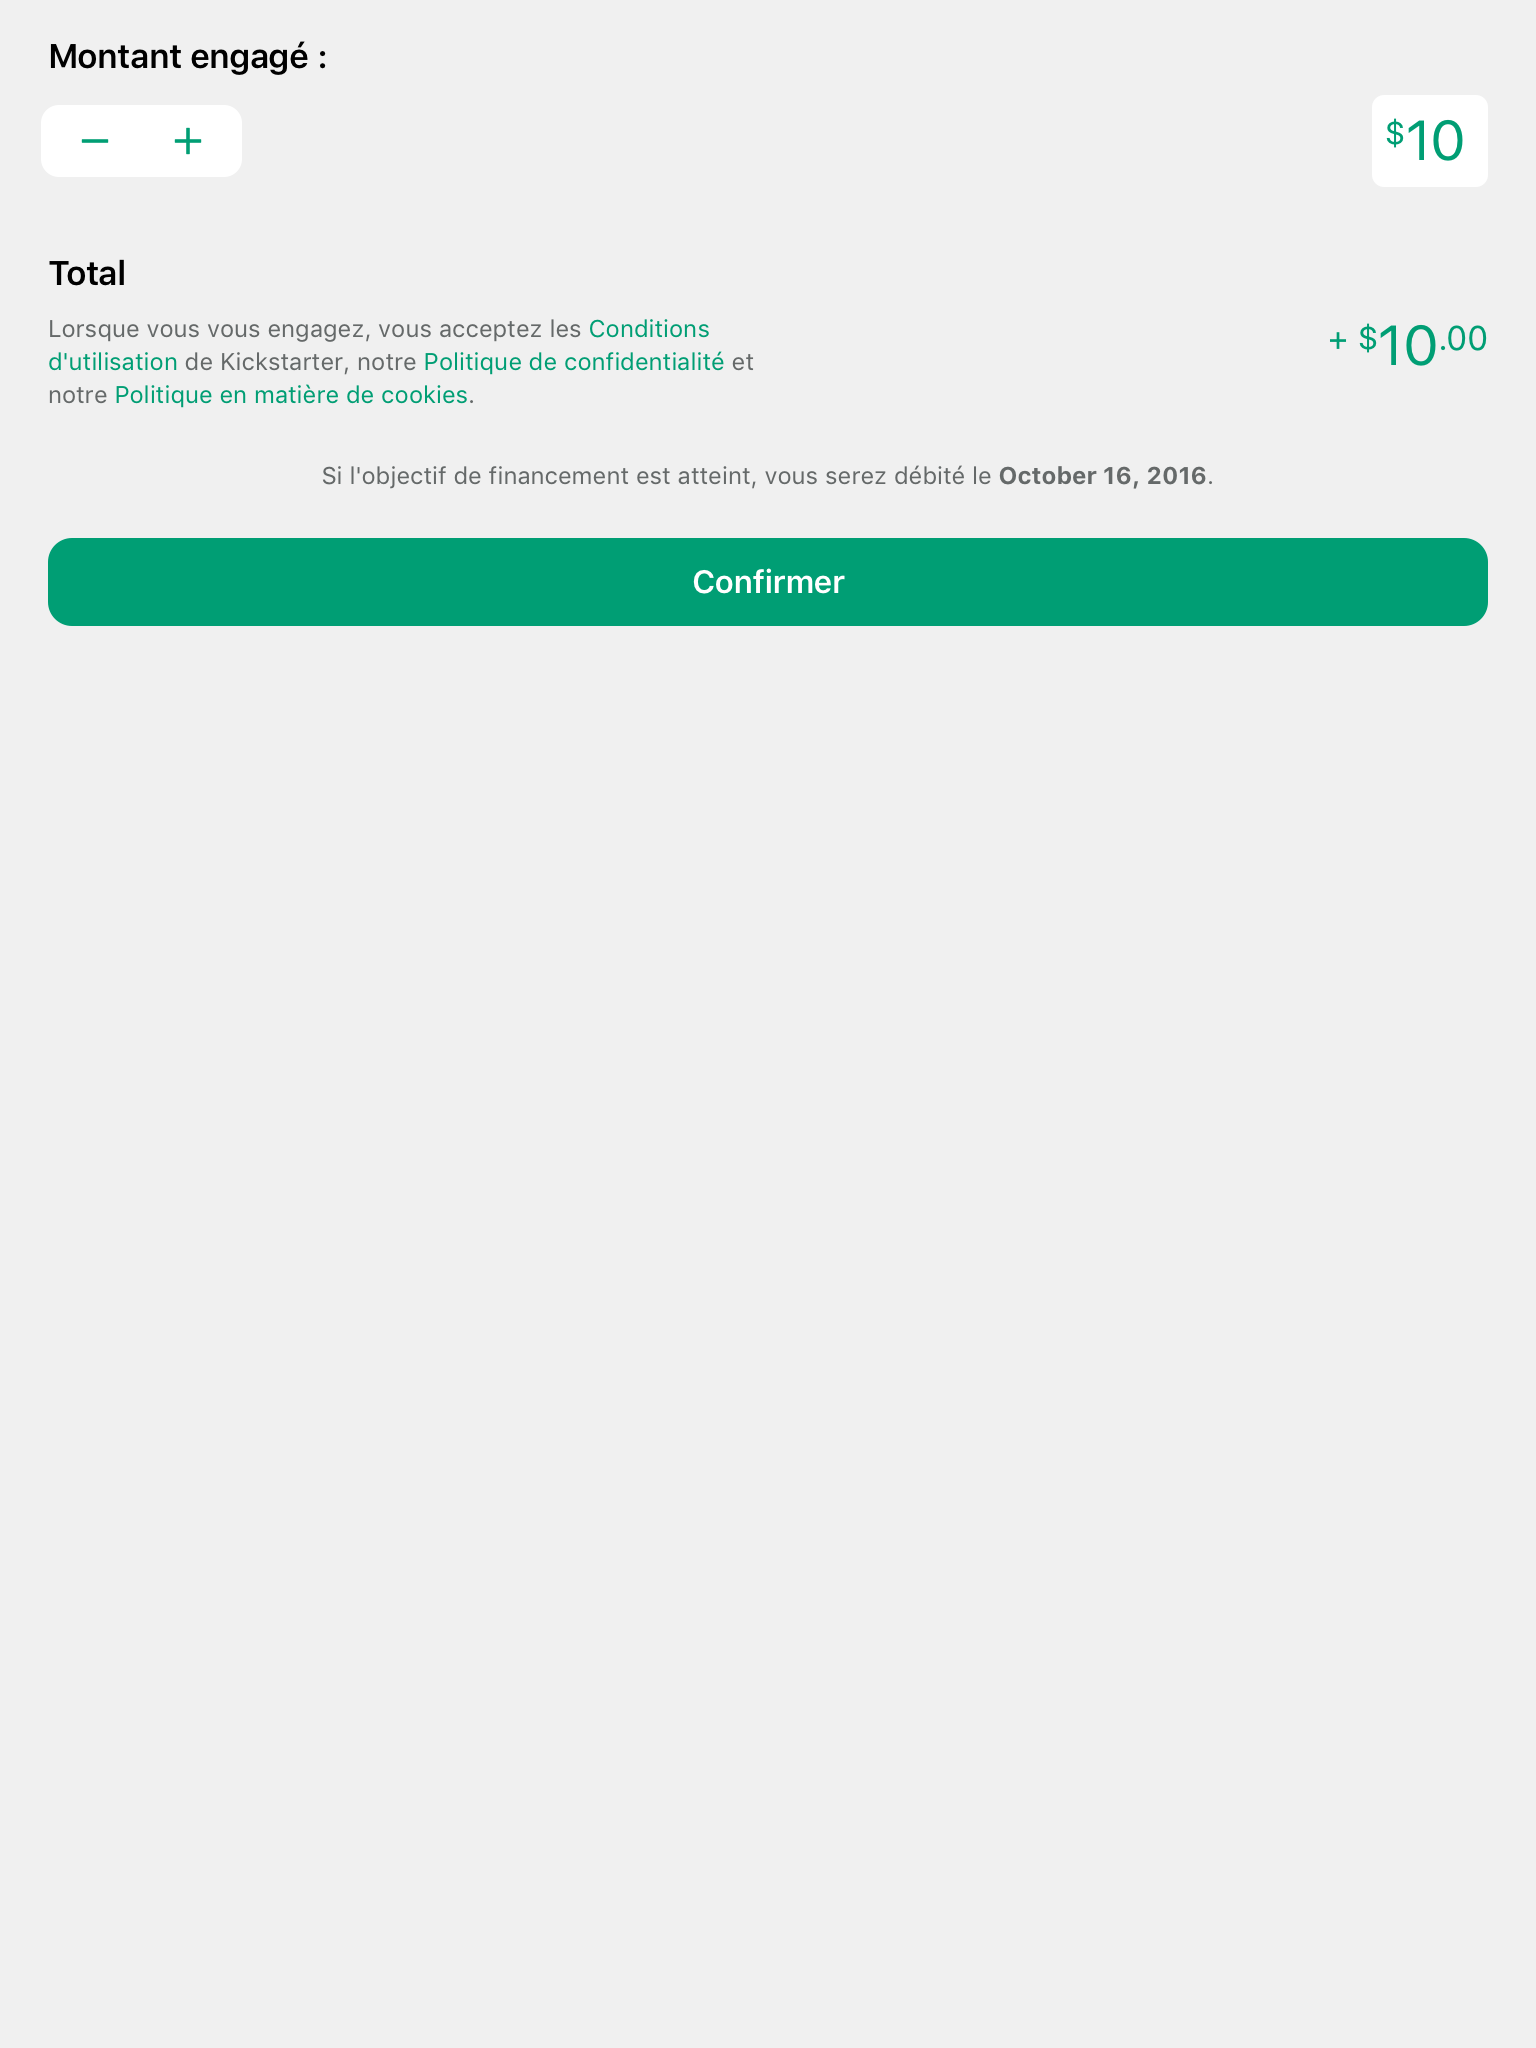 Montant engagé :
− +
$10
Total
Lorsque vous vous engagez, vous acceptez les Conditions
d'utilisation de Kickstarter, notre Politique de confidentialité et
notre Politique en matière de cookies.
+ $10.00
Si l'objectif de financement est atteint, vous serez débité le October 16, 2016.
Confirmer